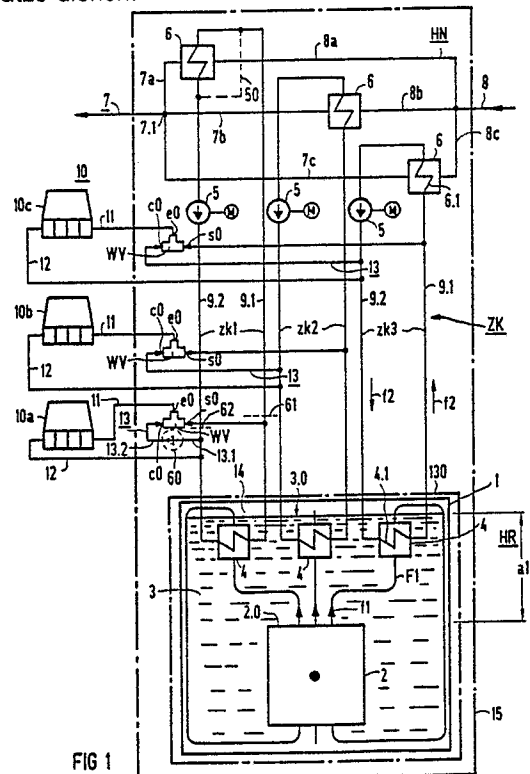 6
8a
HN
7a
50
6
8b
8
7
7.1
7b
6
8c
7c
10
5
5
6.1
10c
11
c0
e0
5
WV
s0
12
13
9.2
9.1
9.2
9.1
10b
11
c0
e0
zk1
zk2
zk3
ZK
WV
s0
12
13
f2
f2
11
e0
s0
62
61
10a
13
WV
c0
60
13.1
13.2
12
14
3.0
4.1
130
1
4
HR
a1
3
4
4
F1
2.0
f1
2
15
FIG 1